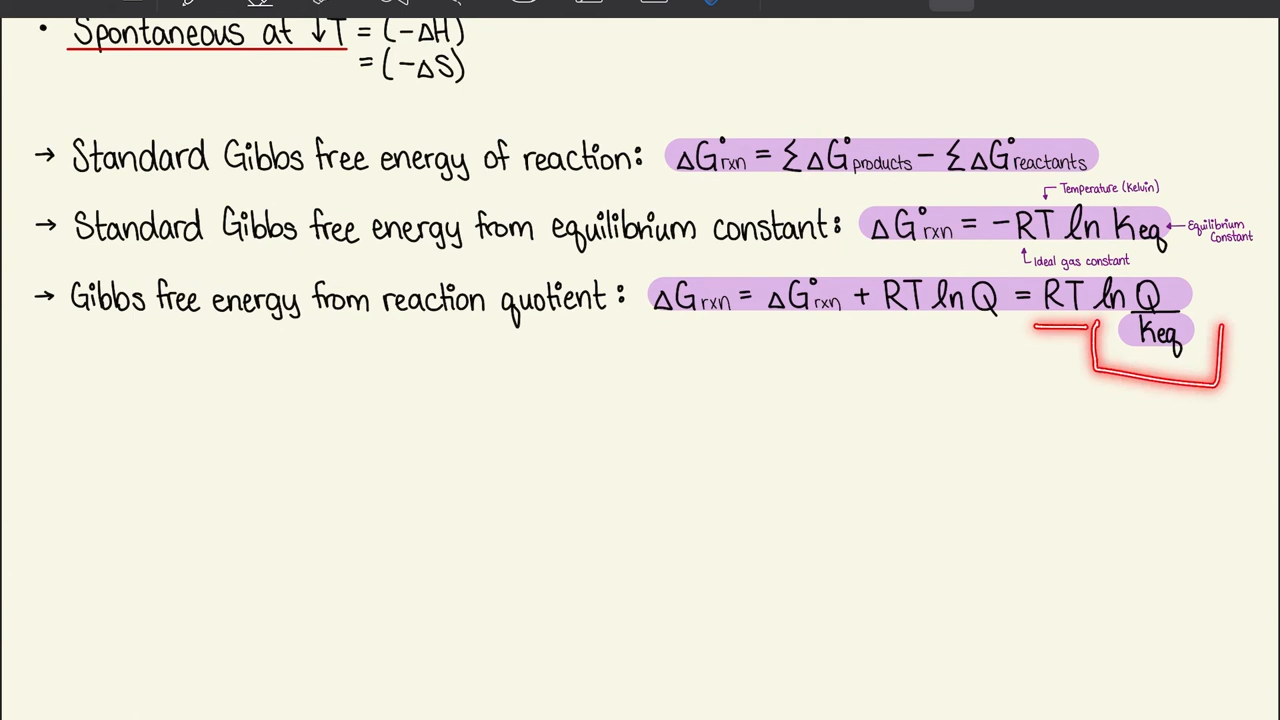 • Spontaneous at ↓T = (-ΔH)
= (-ΔS)
→ Standard Gibbs free energy of reaction: ΔG°rxn = ΣΔG°products - ΣΔG°reactants
Temperature (Kelvin)
→ Standard Gibbs free energy from equilibrium constant: ΔG°rxn = -RT ln Keq
Equilibrium
Constant
Ideal gas constant
→ Gibbs free energy from reaction quotient: ΔGrxn = ΔG°rxn + RT ln Q = RT ln Q
Keq